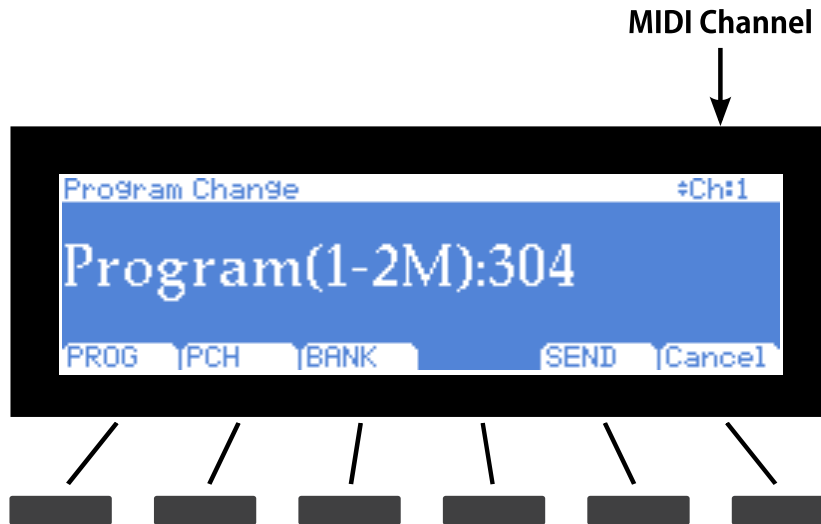 MIDI Channel
Program Change ÷Ch:1
Program(1-2M):304
PROG PCH BANK SEND Cancel